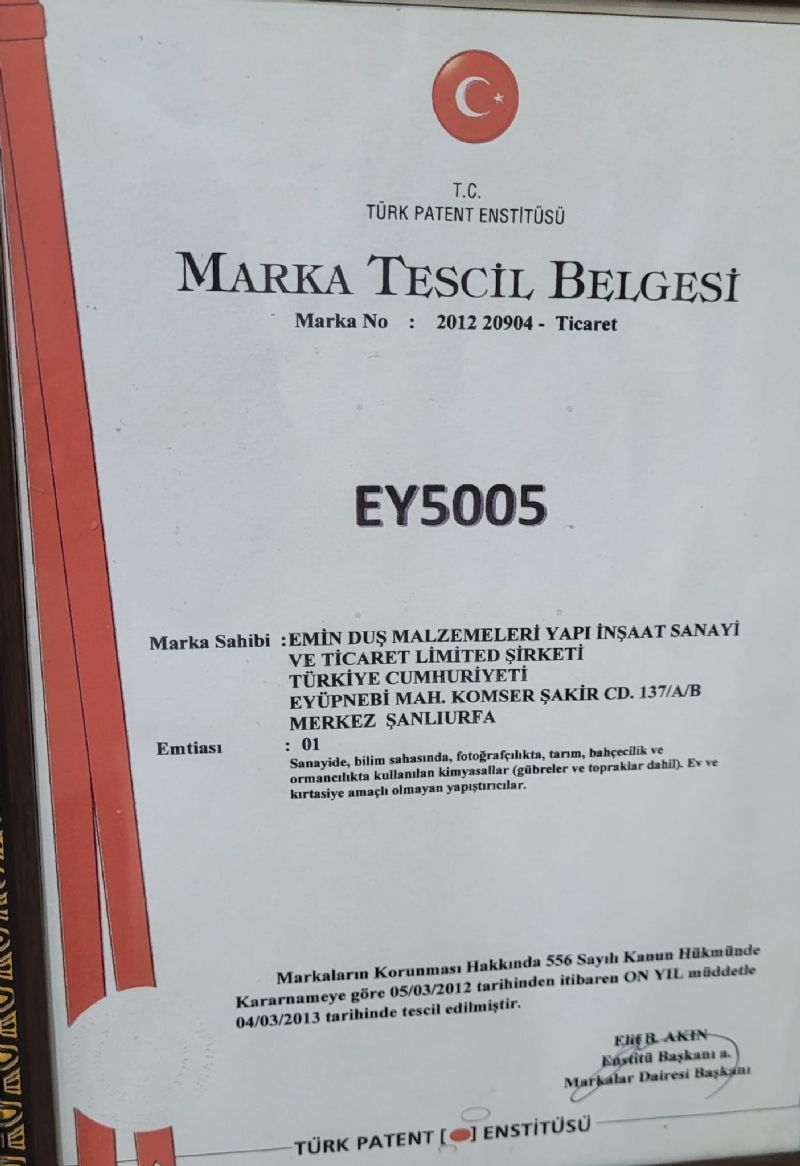 T.C.
TÜRK PATENT ENSTİTÜSÜ
MARKA TESCİL BELGESİ
Marka No : 2012 20904 - Ticaret
EY5005
Marka Sahibi :EMİN DUŞ MALZEMELERİ YAPI İNŞAAT SANAYİ
VE TİCARET LİMİTED ŞİRKETİ
TÜRKİYE CUMHURİYETİ
EYÜPNEBİ MAH. KOMSER ŞAKİR CD. 137/A/B
MERKEZ ŞANLIURFA
Emtiası : 01
Sanayide, bilim sahasında, fotoğrafçılıkta, tarım, bahçecilik ve
ormancılıkta kullanılan kimyasallar (gübreler ve topraklar dahil). Ev ve
kırtasiye amaçlı olmayan yapıştırıcılar.
Markaların Korunması Hakkında 556 Sayılı Kanun Hükmünde
Kararnameye göre 05/03/2012 tarihinden itibaren ON YIL müddetle
04/03/2013 tarihinde tescil edilmiştir.
Elif B. AKIN
Enstitü Başkanı a.
Markalar Dairesi Başkanı
TÜRK PATENT [ ] ENSTİTÜSÜ